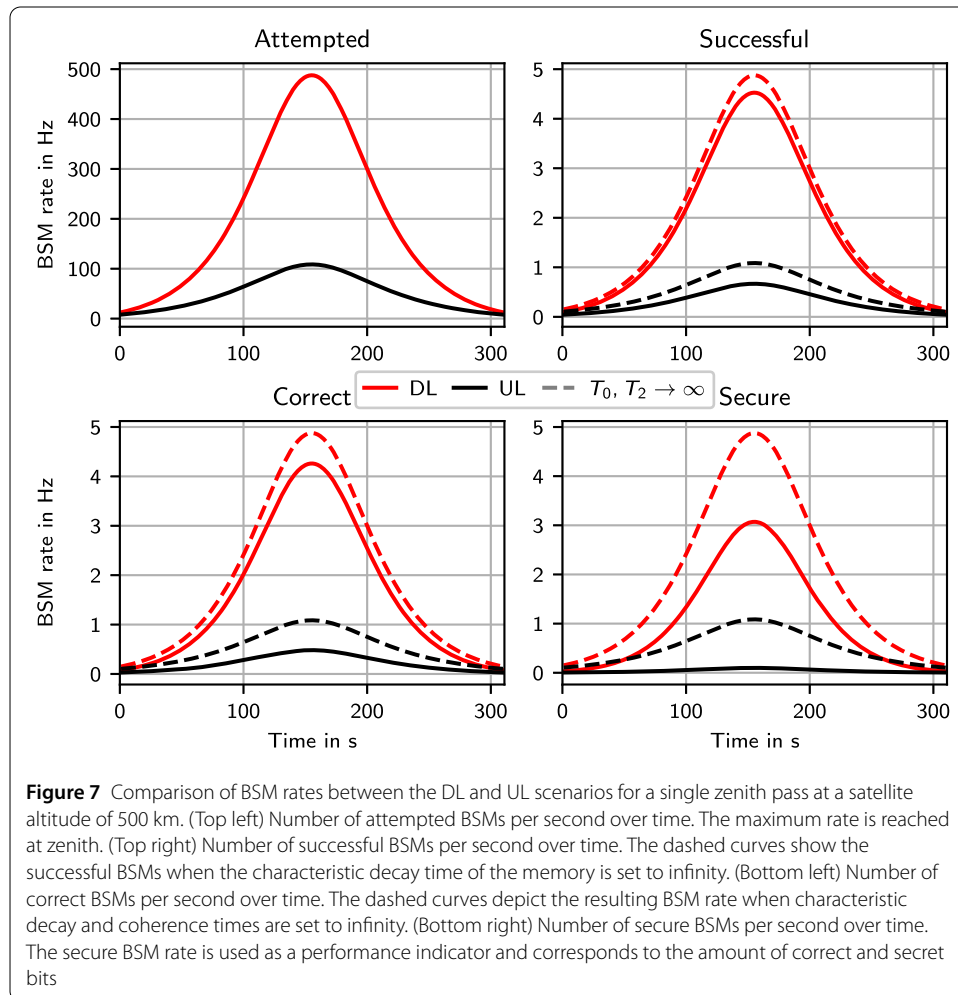 Attempted
Successful
500
400
300
200
100
0
BSM rate in Hz
0 100 200 300
5
4
3
2
1
0
0 100 200 300
DL UL T₀, T₂ → ∞
Correct
Secure
5
4
3
2
1
0
BSM rate in Hz
0 100 200 300
Time in s
5
4
3
2
1
0
0 100 200 300
Time in s
Figure 7 Comparison of BSM rates between the DL and UL scenarios for a single zenith pass at a satellite
altitude of 500 km. (Top left) Number of attempted BSMs per second over time. The maximum rate is reached
at zenith. (Top right) Number of successful BSMs per second over time. The dashed curves show the
successful BSMs when the characteristic decay time of the memory is set to infinity. (Bottom left) Number of
correct BSMs per second over time. The dashed curves depict the resulting BSM rate when characteristic
decay and coherence times are set to infinity. (Bottom right) Number of secure BSMs per second over time.
The secure BSM rate is used as a performance indicator and corresponds to the amount of correct and secret
bits